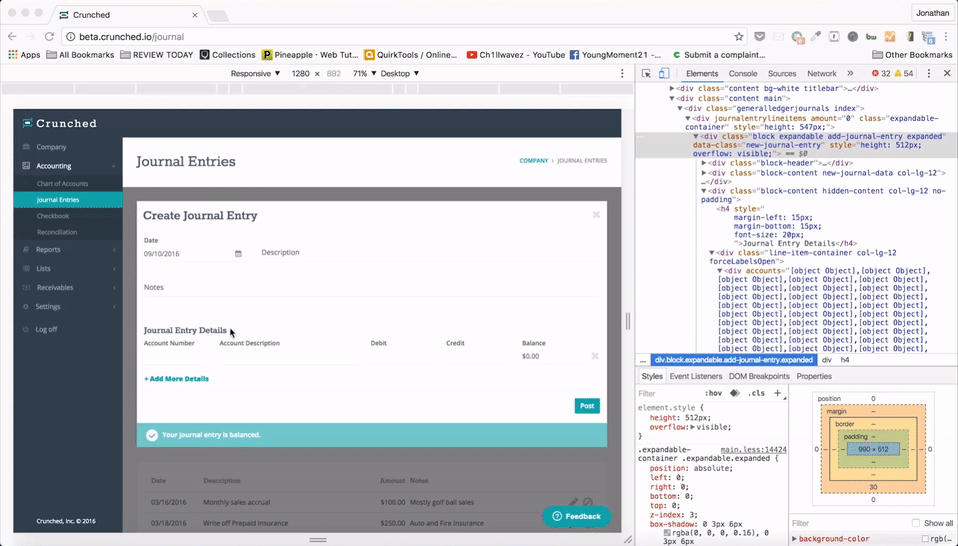 Crunched
Jonathan
beta.crunched.io/journal
Apps
All Bookmarks
REVIEW TODAY
Collections
Pineapple - Web Tut...
QuirkTools / Online...
Ch1llwavez - YouTube
YoungMoment21 ...
Submit a complaint...
Other Bookmarks
Responsive ▼ 1280 × 892 71% ▼ Desktop ▼
Elements Console Sources Network » 32 54
Crunched
Company
Accounting
Chart of Accounts
Journal Entries
Checkbook
Reconciliation
Reports
Lists
Receivables
Settings
Log off
Crunched, Inc. © 2016
Journal Entries
COMPANY > JOURNAL ENTRIES
Create Journal Entry
Date
09/10/2016
Description
Notes
Journal Entry Details
Account Number Account Description Debit Credit Balance
$0.00
+ Add More Details
Post
Your journal entry is balanced.
Date Description Amount Notes
03/16/2016 Monthly sales accrual $100.00 Mostly golf ball sales
03/18/2016 Write off Prepaid Insurance $250.00 Auto and Fire Insurance
Feedback
▶<div class="content bg-white titlebar">…</div>
▼<div class="content main">
▼<div class="generalledgerjournals index">
▼<div class="journalentrylineitems amount="0" class="expandable-
container" style="height: 547px;">
▼<div class="block expandable add-journal-entry expanded"
data-class="new-journal-entry" style="height: 512px;
overflow: visible;"> == $0
▶<div class="block-header">…</div>
▶<div class="block-content new-journal-data col-lg-12">
…</div>
▼<div class="block-content hidden-content col-lg-12 no-
padding">
<h4 style="
margin-left: 15px;
margin-bottom: 15px;
font-size: 20px;
">Journal Entry Details</h4>
▼<div class="line-item-container col-lg-12
forceLabelsOpen">
▼<div accounts="[object Object],[object Object],
[object Object],[object Object],[object Object],
[object Object],[object Object],[object Object],
[object Object],[object Object],[object Object],
[object Object],[object Object],[object Object],
[object Object],[object Object],[object Object],
[object Object],[object Object],[object Object],
[object Object],[object Object],[object Object],
[object Object],[object Object],[object Object],
... div.block.expandable.add-journal-entry.expanded div h4
Styles Event Listeners DOM Breakpoints Properties
Filter :hov .cls +
element.style {
height: 512px;
overflow:▶visible;
}
.expandable- main.less:14424
container .expandable.expanded {
position: absolute;
left: 0;
right: 0;
bottom: 0;
top: 0;
z-index: 3;
box-shadow: 0 3px 6px
rgba(0, 0, 0, 0.16), 0
3px 6px
position 0
margin –
border –
padding –
0 – – – 990 × 512 – – – 0
–
–
30
0
Filter Show all
▶background-color rgb(…